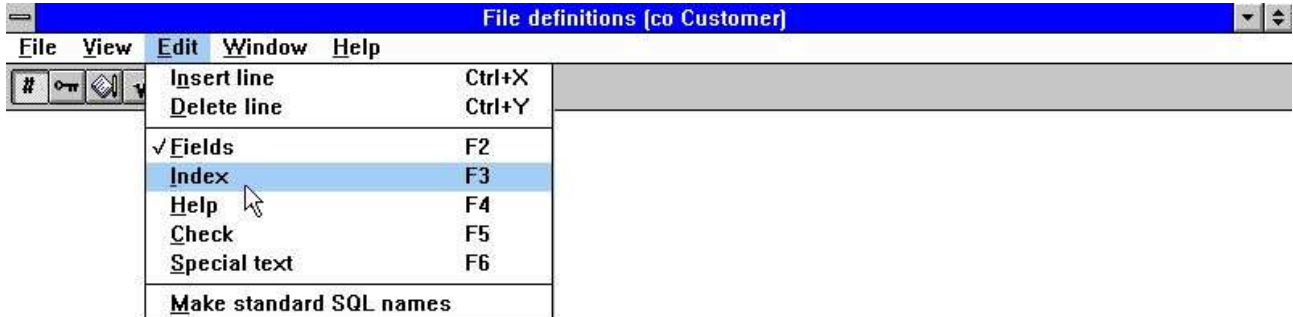 File definitions (co Customer)
File View Edit Window Help
#
Insert line Ctrl+X
Delete line Ctrl+Y
√ Fields F2
Index F3
Help F4
Check F5
Special text F6
Make standard SQL names